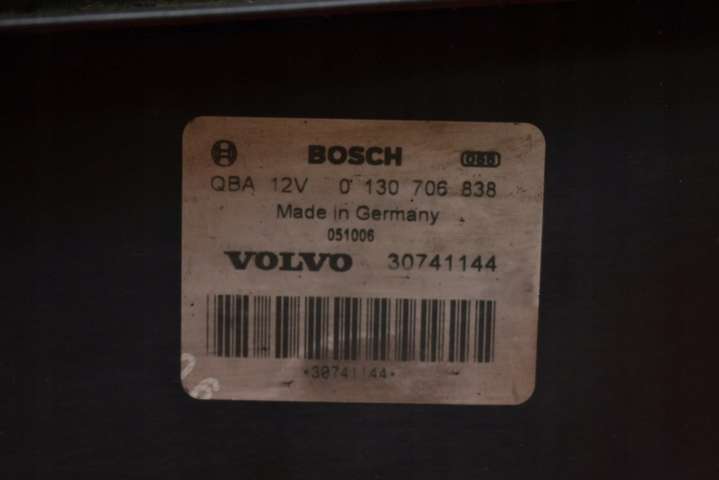 BOSCH
QBA 12V 0 130 706 838
Made in Germany
051006
VOLVO 30741144
*30741144*